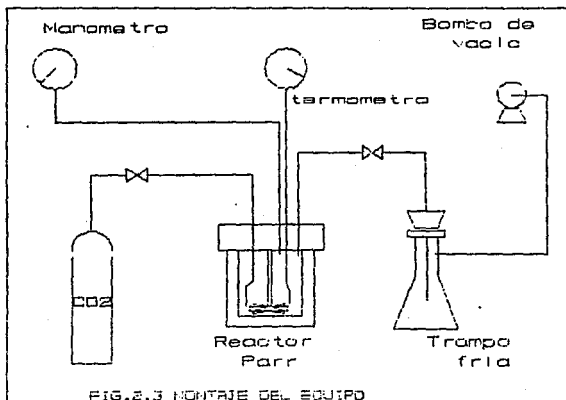 Manometro
Bomba de
vacio
termometro
CO2
Reactor
Parr
Trampa
fria
FIG.2.3 MONTAJE DEL EQUIPO